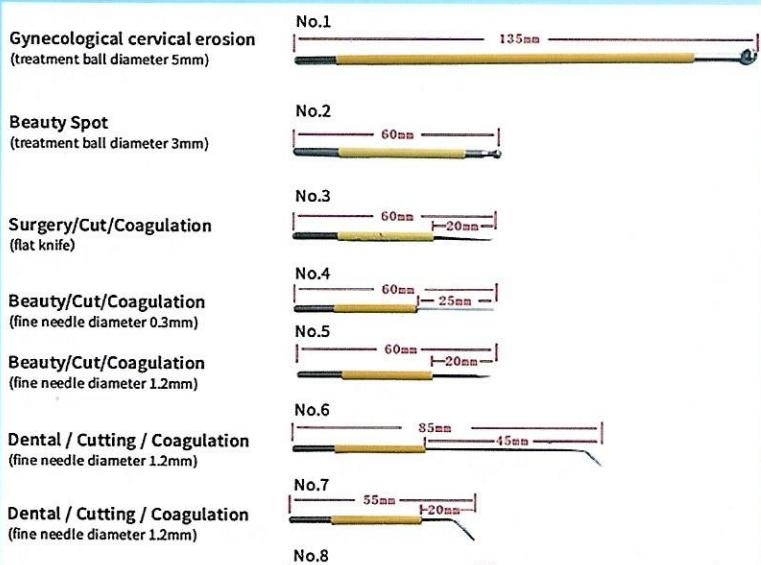 No.1
Gynecological cervical erosion
(treatment ball diameter 5mm)
135mm
No.2
Beauty Spot
(treatment ball diameter 3mm)
60mm
No.3
Surgery/Cut/Coagulation
(flat knife)
60mm
20mm
No.4
Beauty/Cut/Coagulation
(fine needle diameter 0.3mm)
60mm
25mm
No.5
Beauty/Cut/Coagulation
(fine needle diameter 1.2mm)
60mm
20mm
No.6
Dental / Cutting / Coagulation
(fine needle diameter 1.2mm)
85mm
45mm
No.7
Dental / Cutting / Coagulation
(fine needle diameter 1.2mm)
55mm
20mm
No.8